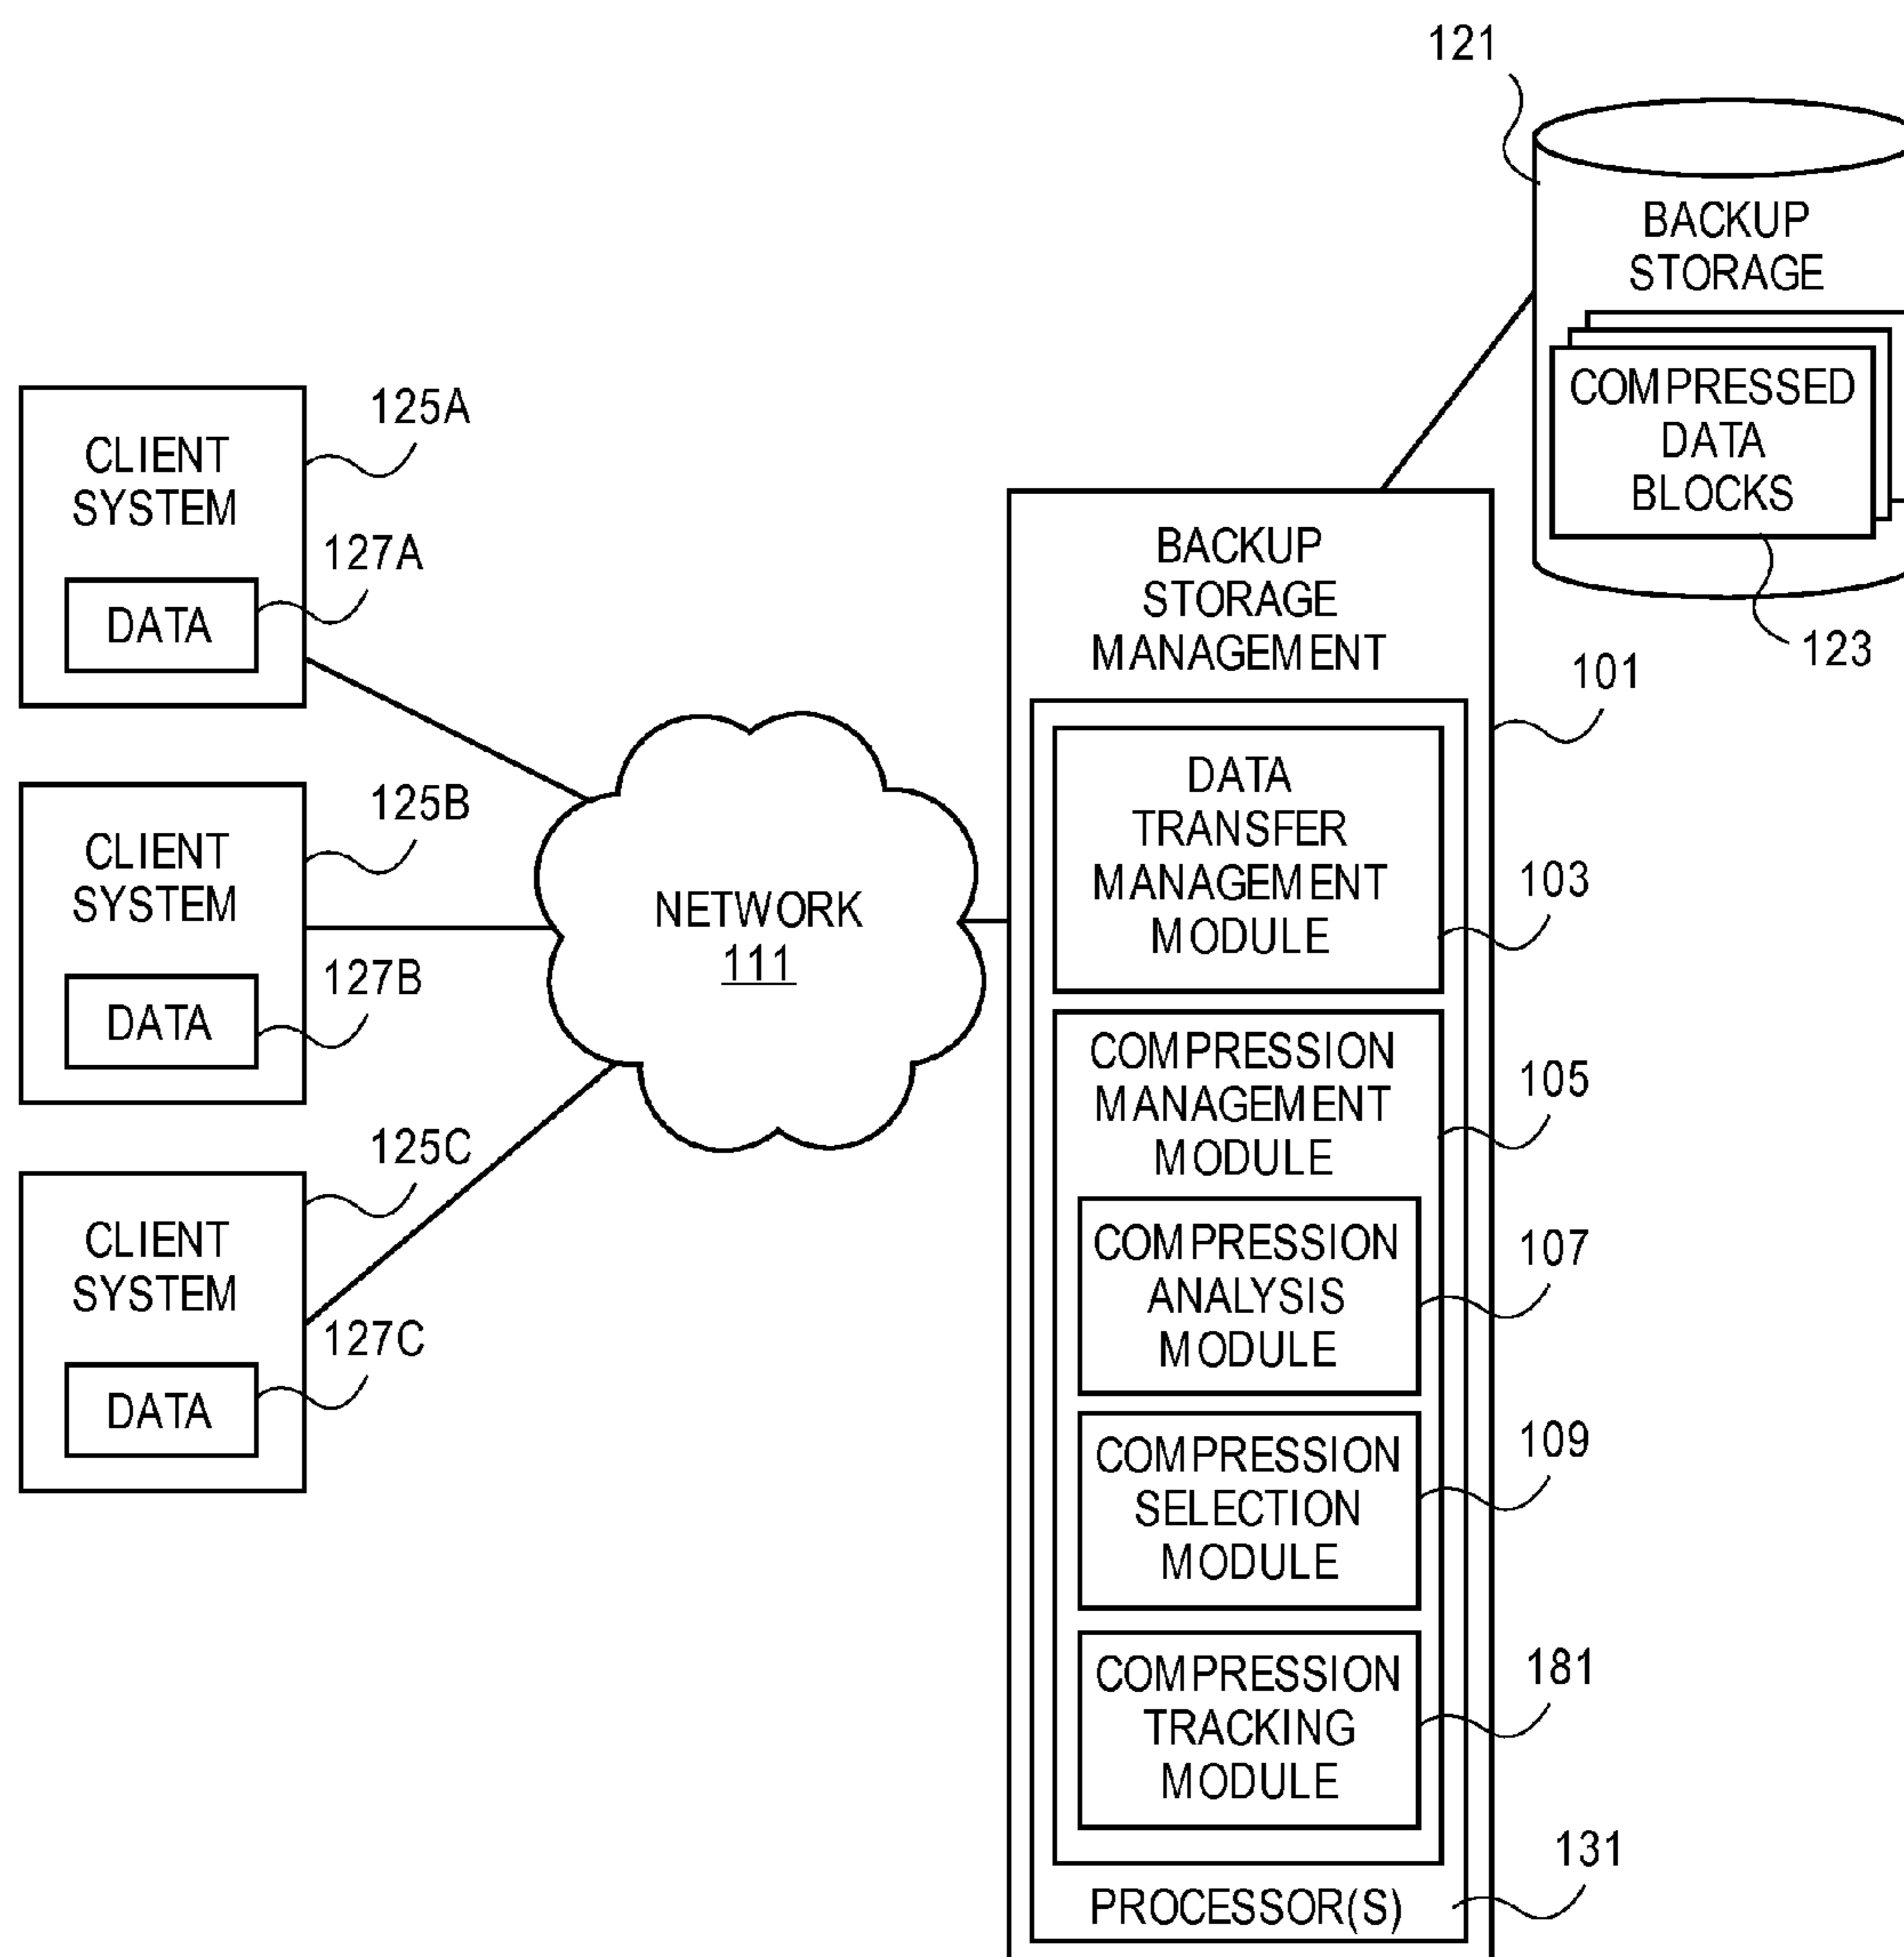 121
BACKUP
STORAGE
COMPRESSED
DATA
BLOCKS
123
125A
CLIENT
SYSTEM
127A
DATA
125B
CLIENT
SYSTEM
127B
DATA
125C
CLIENT
SYSTEM
127C
DATA
NETWORK
111
BACKUP
STORAGE
MANAGEMENT
101
DATA
TRANSFER
MANAGEMENT
MODULE
103
COMPRESSION
MANAGEMENT
MODULE
105
COMPRESSION
ANALYSIS
MODULE
107
COMPRESSION
SELECTION
MODULE
109
COMPRESSION
TRACKING
MODULE
181
PROCESSOR(S)
131